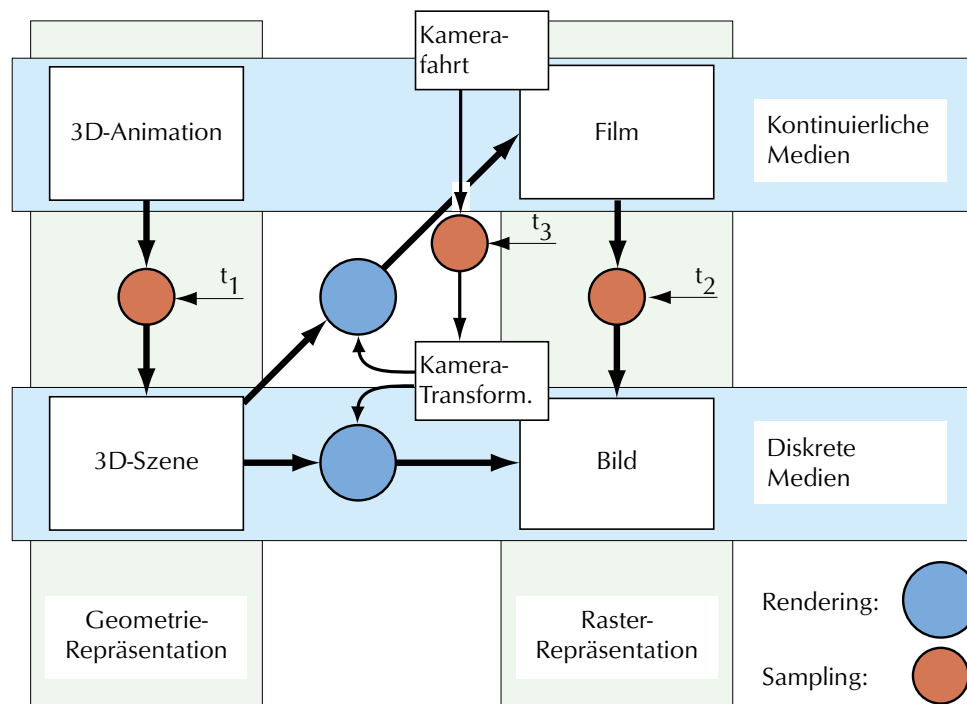 Kamera-
fahrt
3D-Animation
Film
Kontinuierliche
Medien
t3
t1
t2
Kamera-
Transform.
3D-Szene
Bild
Diskrete
Medien
Geometrie-
Repräsentation
Raster-
Repräsentation
Rendering:
Sampling: